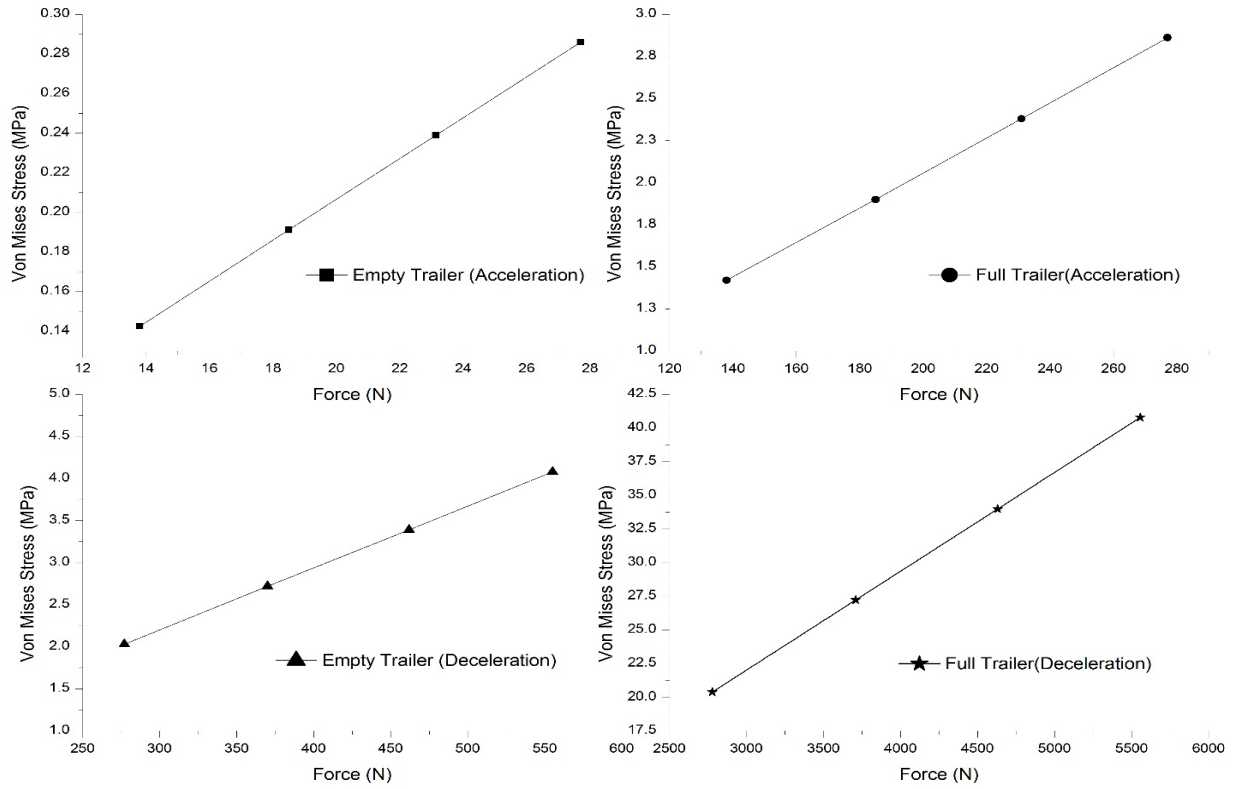 0.30
0.28
0.26
0.24
0.22
0.20
0.18
0.16
0.14
Von Mises Stress (MPa)
Empty Trailer (Acceleration)
12 14 16 18 20 22 24 26 28
Force (N)
3.0
2.8
2.5
2.3
2.0
1.8
1.5
1.3
1.0
Von Mises Stress (MPa)
Full Trailer(Acceleration)
120 140 160 180 200 220 240 260 280
Force (N)
5.0
4.5
4.0
3.5
3.0
2.5
2.0
1.5
1.0
Von Mises Stress (MPa)
Empty Trailer (Deceleration)
250 300 350 400 450 500 550 600
Force (N)
42.5
40.0
37.5
35.0
32.5
30.0
27.5
25.0
22.5
20.0
17.5
Von Mises Stress (MPa)
Full Trailer(Deceleration)
2500 3000 3500 4000 4500 5000 5500 6000
Force (N)